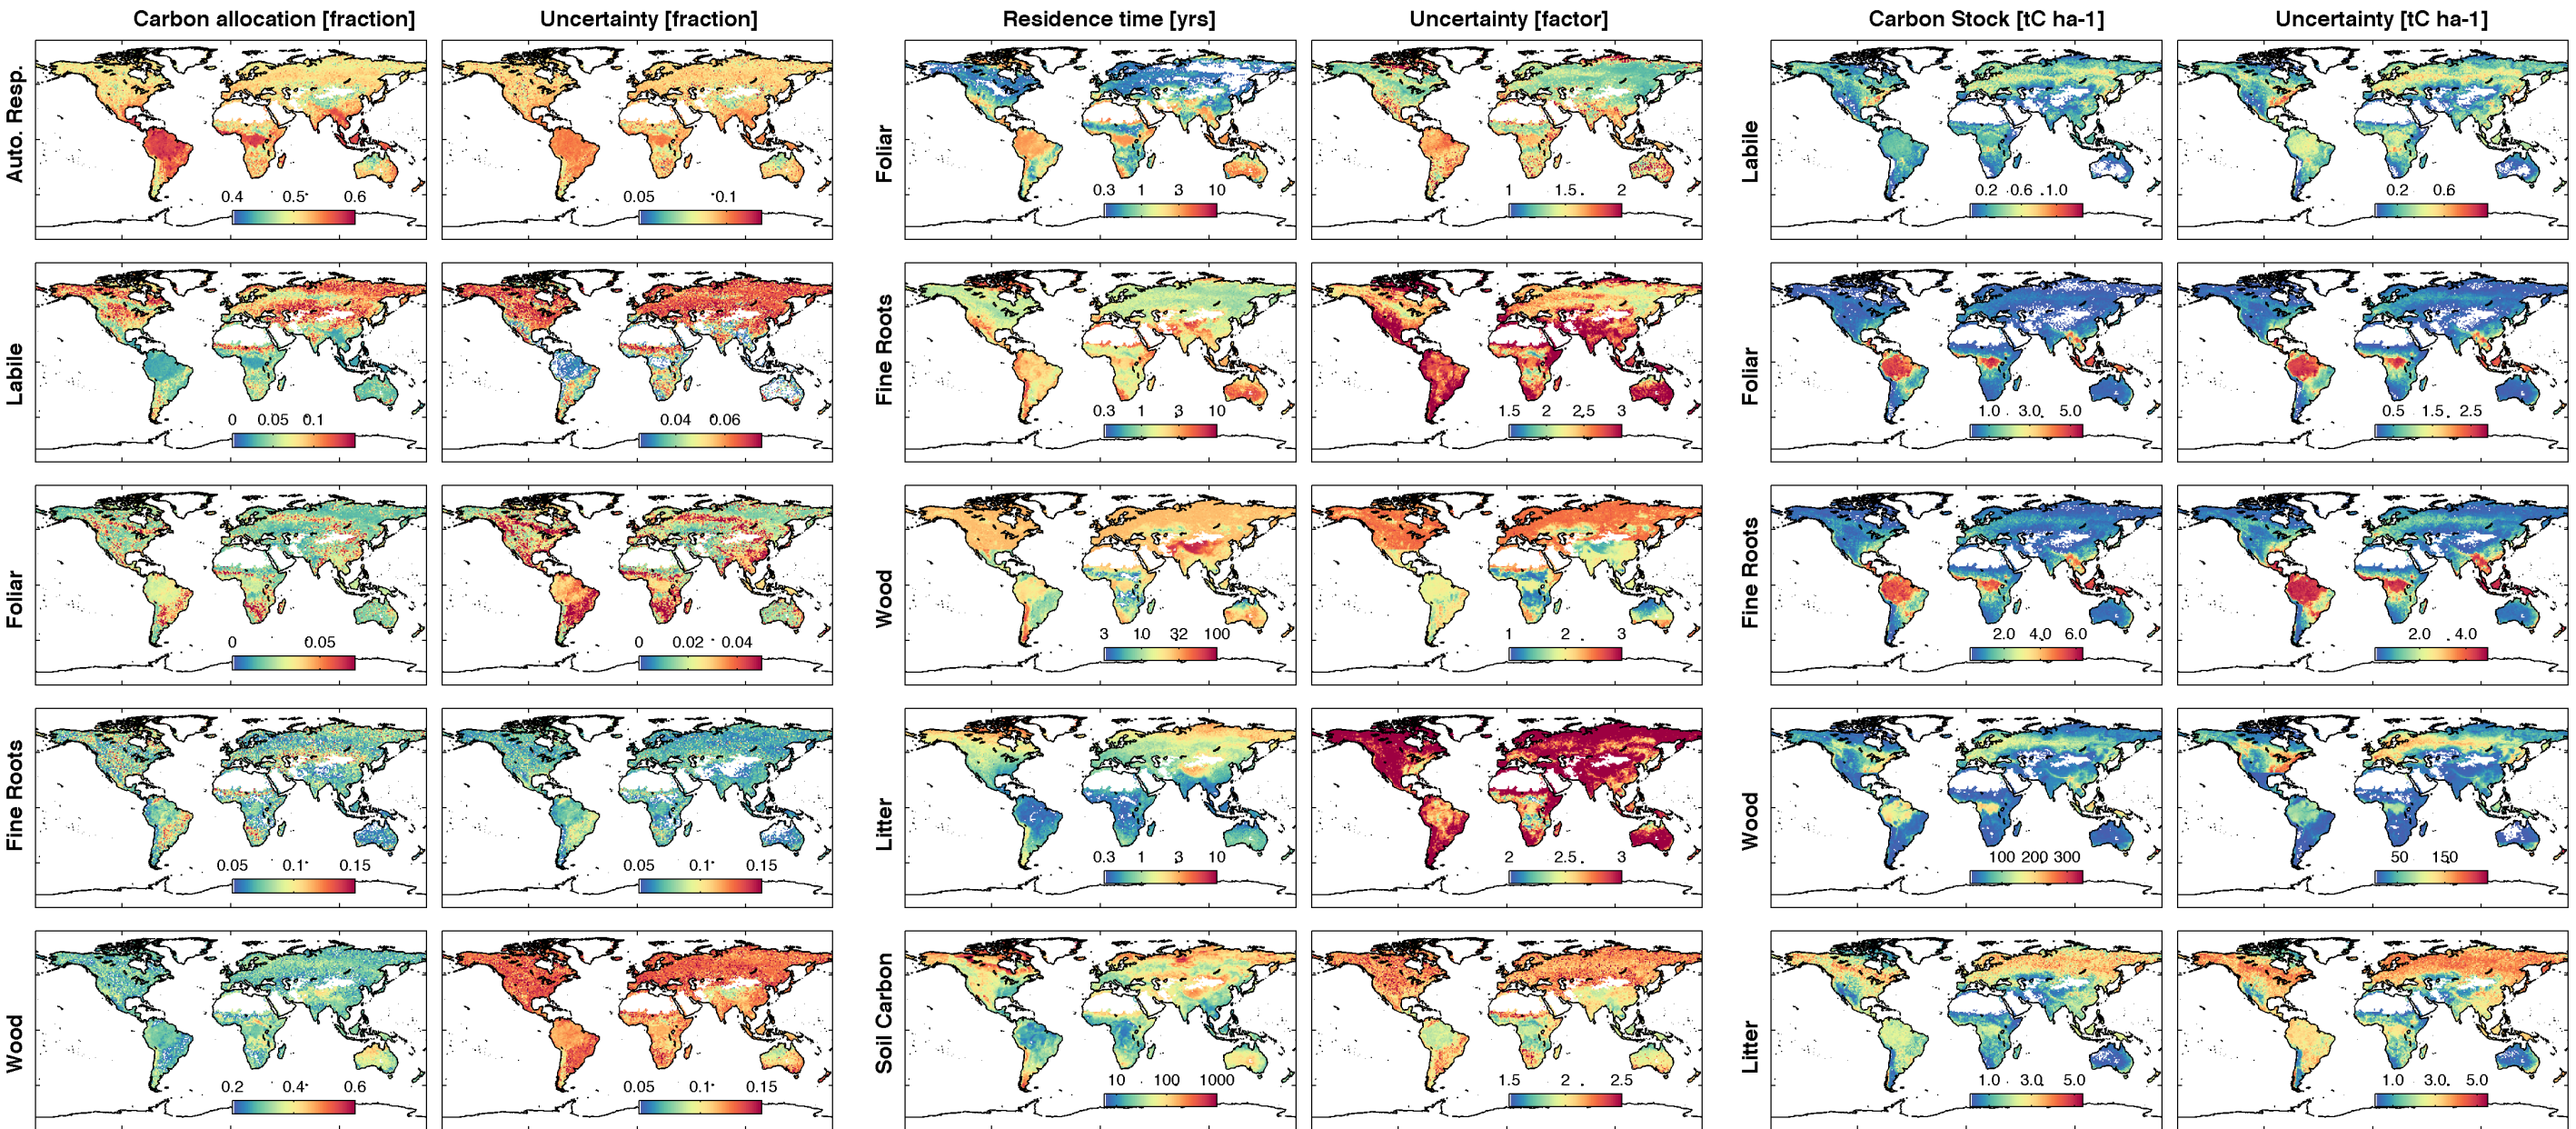 Carbon allocation [fraction] Uncertainty [fraction] Residence time [yrs] Uncertainty [factor] Carbon Stock [tC ha-1] Uncertainty [tC ha-1]
Auto. Resp. Foliar Labile
0.4 0.5 0.6 0.05 0.1 0.3 1 3 10 1 1.5 2 0.2 0.6 1.0 0.2 0.6
Labile Fine Roots Foliar
0 0.05 0.1 0.04 0.06 0.3 1 3 10 1.5 2 2.5 3 1.0 3.0 5.0 0.5 1.5 2.5
Foliar Wood Fine Roots
0 0.05 0 0.02 0.04 3 10 32 100 1 2 3 2.0 4.0 6.0 2.0 4.0
Fine Roots Litter Wood
0.05 0.1 0.15 0.05 0.1 0.15 0.3 1 3 10 2 2.5 3 100 200 300 50 150
Wood Soil Carbon Litter
0.2 0.4 0.6 0.05 0.1 0.15 10 100 1000 1.5 2 2.5 1.0 3.0 5.0 1.0 3.0 5.0